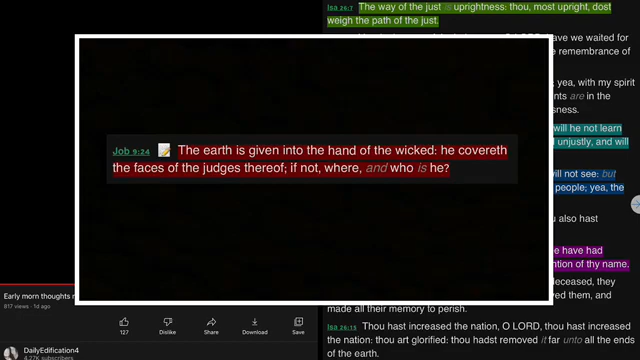 Isa 26:7 The way of the just is uprightness: thou, most upright, dost
weigh the path of the just.
ave we waited for
remembrance of
yea, with my spirit
are in the
sness.
will he not learn
unjustly, and will
will not see: but
people; yea, the
also hast
e have had
ntion of thy name.
deceased, they
ed them, and
made all their memory to perish.
Isa 26:15 Thou hast increased the nation, O LORD, thou hast increased
the nation: thou art glorified: thou hadst removed it far unto all the ends
of the earth.
Job 9:24 The earth is given into the hand of the wicked: he covereth
the faces of the judges thereof; if not, where, and who is he?
Early morn thoughts
817 views · 1d ago
127
Dislike
Share
Download
Save
DailyEdification4
4.27K subscribers